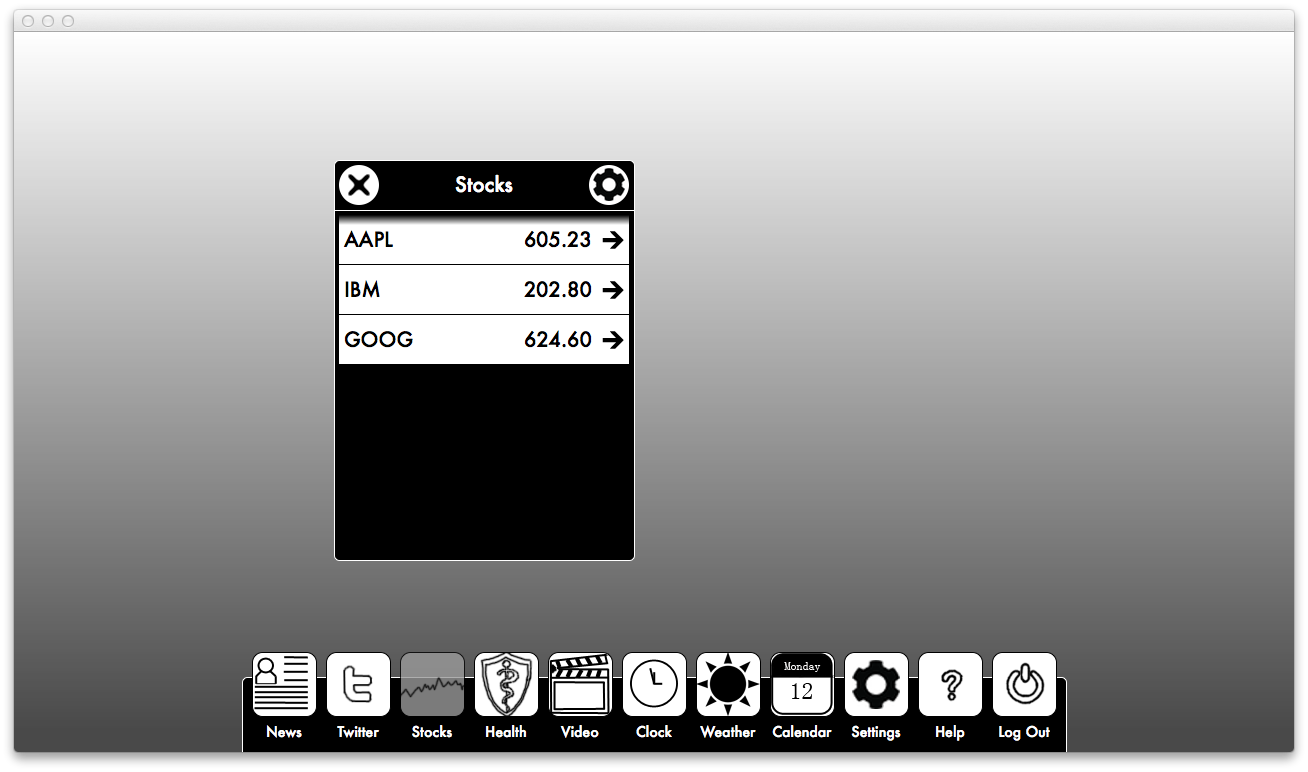 Stocks
AAPL 605.23
IBM 202.80
GOOG 624.60
Monday
12
News Twitter Stocks Health Video Clock Weather Calendar Settings Help Log Out